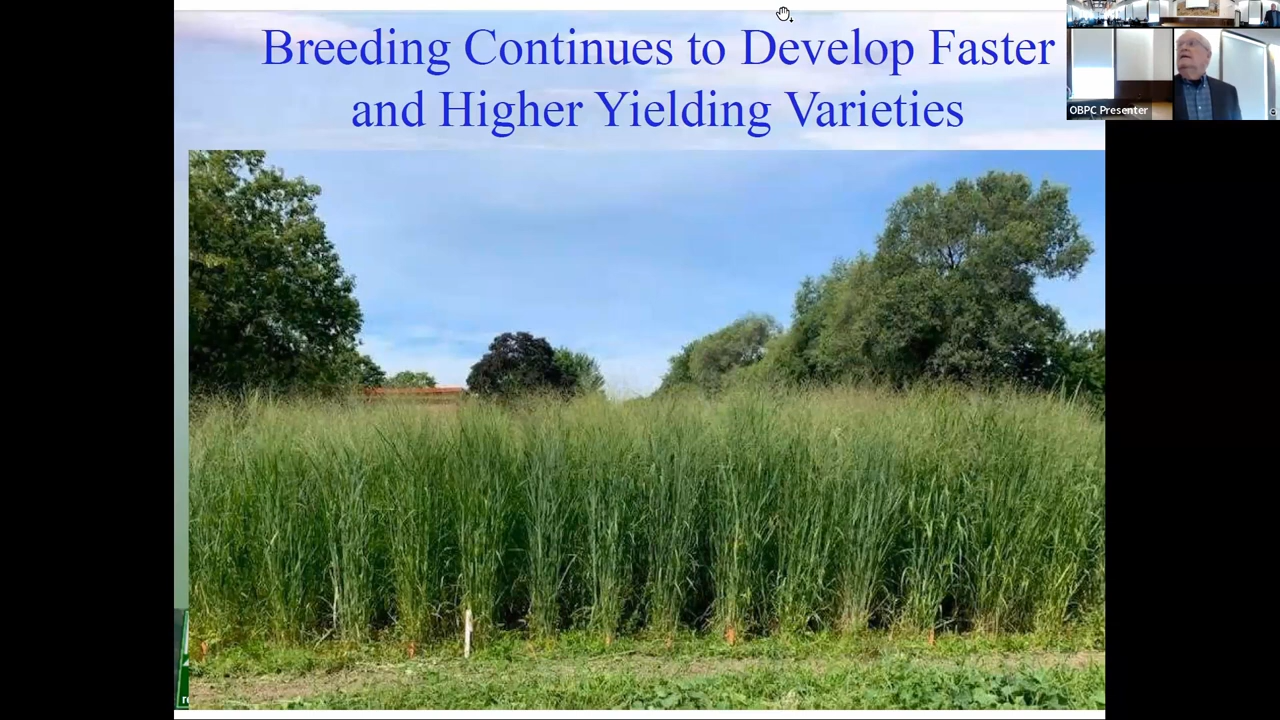 Breeding Continues to Develop Faster
and Higher Yielding Varieties
OBPC Presenter